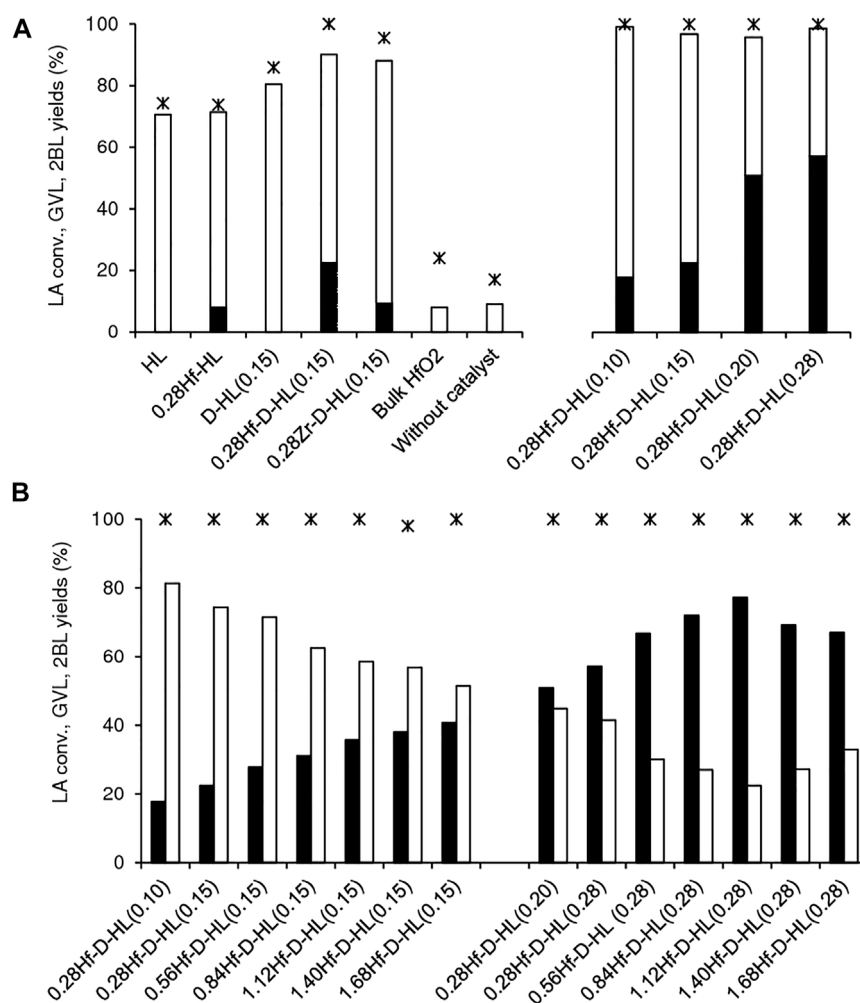 A
LA conv., GVL, 2BL yields (%)
100
80
60
40
20
0
HL
0.28Hf-HL
D-HL(0.15)
0.28Hf-D-HL(0.15)
0.28Zr-D-HL(0.15)
Bulk HfO2
Without catalyst
0.28Hf-D-HL(0.10)
0.28Hf-D-HL(0.15)
0.28Hf-D-HL(0.20)
0.28Hf-D-HL(0.28)
B
LA conv., GVL, 2BL yields (%)
100
80
60
40
20
0
0.28Hf-D-HL(0.10)
0.28Hf-D-HL(0.15)
0.56Hf-D-HL(0.15)
0.84Hf-D-HL(0.15)
1.12Hf-D-HL(0.15)
1.40Hf-D-HL(0.15)
1.68Hf-D-HL(0.15)
0.28Hf-D-HL(0.20)
0.28Hf-D-HL(0.28)
0.56Hf-D-HL (0.28)
0.84Hf-D-HL(0.28)
1.12Hf-D-HL(0.28)
1.40Hf-D-HL(0.28)
1.68Hf-D-HL(0.28)